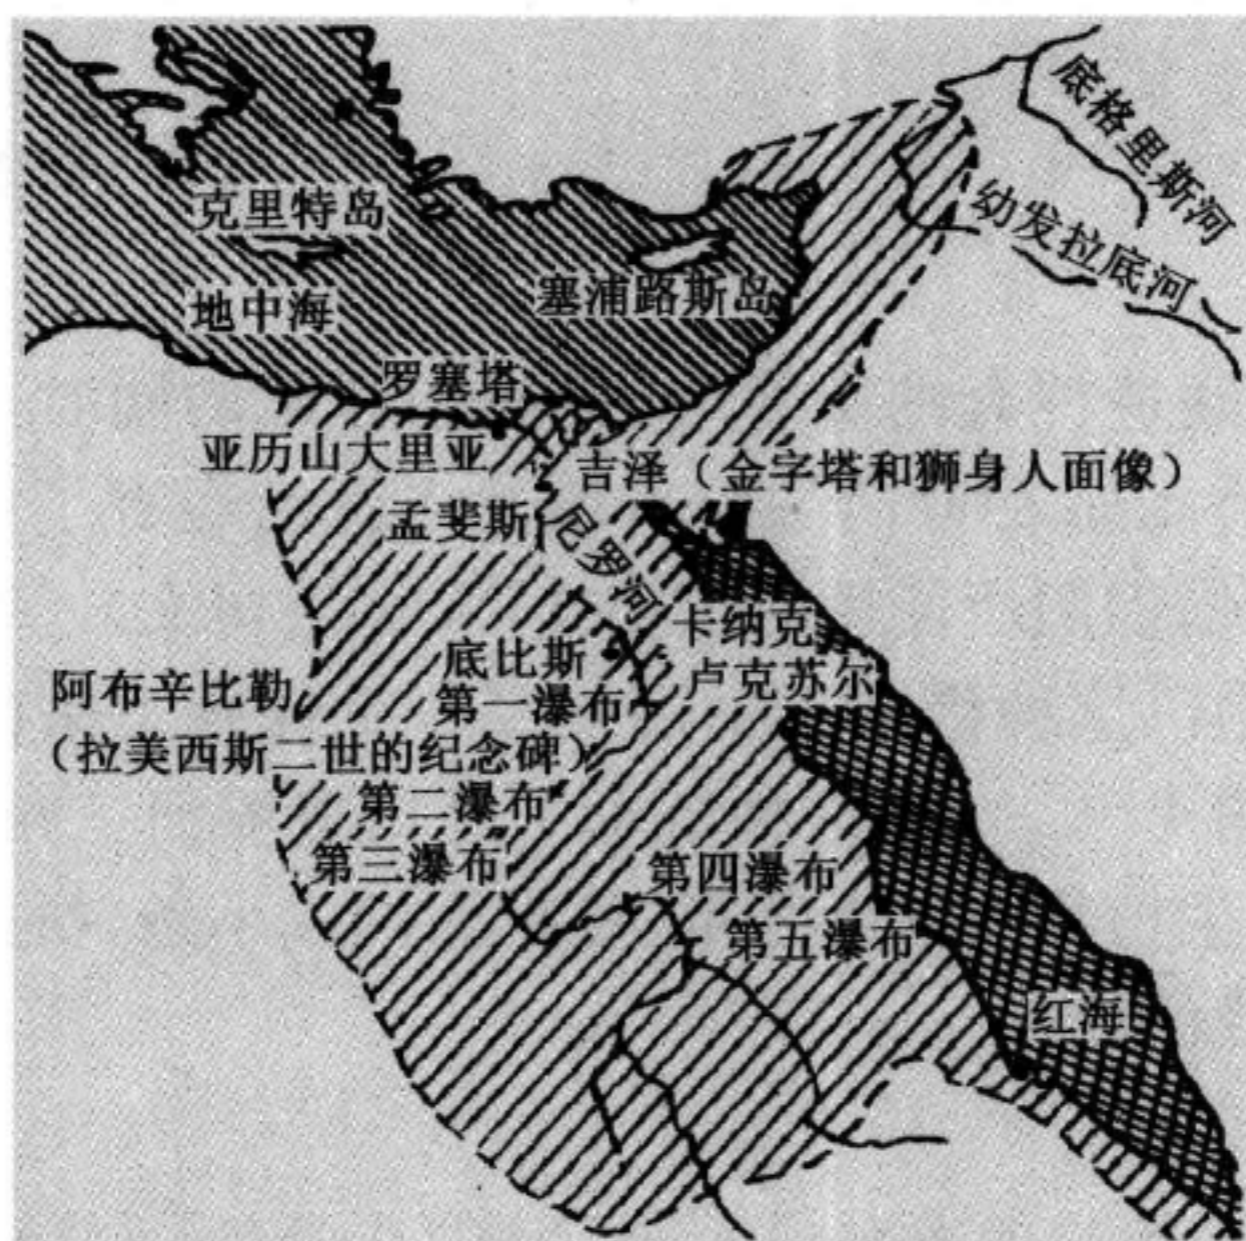 底格里斯河
幼发拉底河
克里特岛
地中海
塞浦路斯岛
罗塞塔
亚历山大里亚
吉泽（金字塔和狮身人面像）
孟斐斯
尼罗河
卡纳克
底比斯
卢克苏尔
阿布辛比勒
第一瀑布
（拉美西斯二世的纪念碑）
第二瀑布
第三瀑布
第四瀑布
第五瀑布
红海